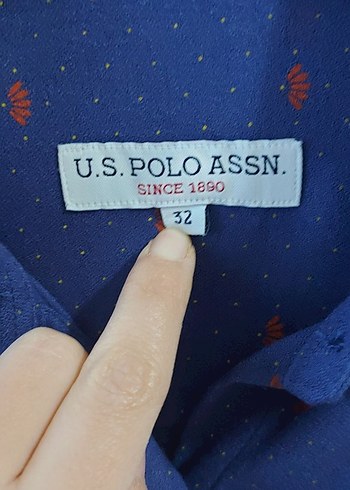 U.S. POLO ASSN.
SINCE 1890
32